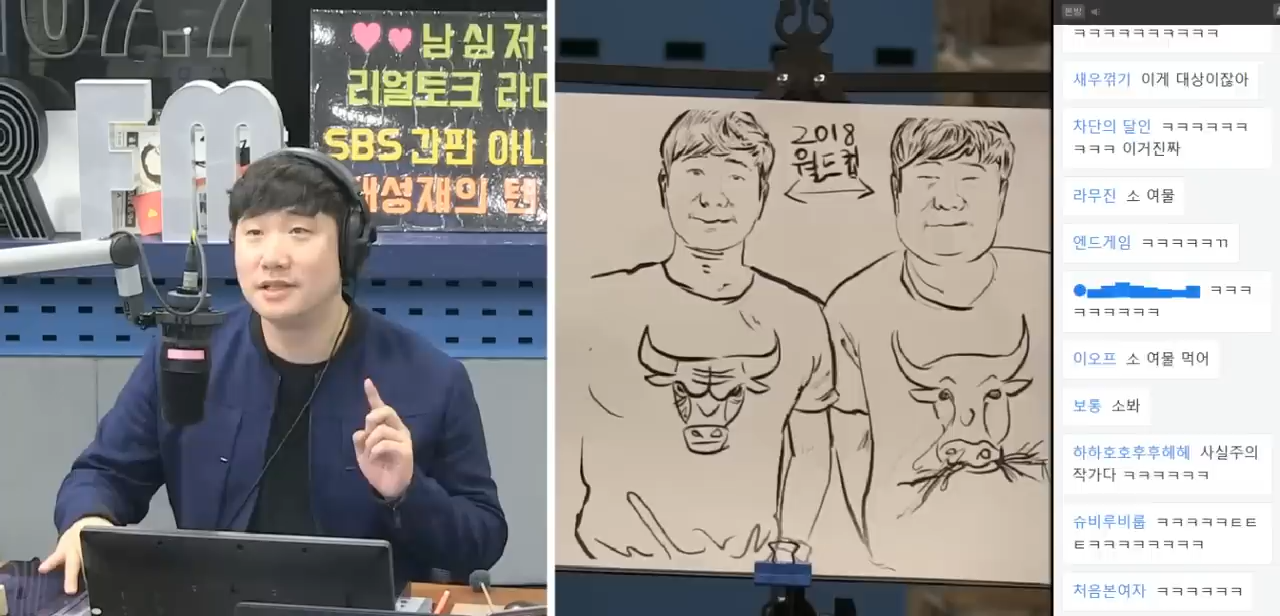 107.7
FM
남심저
리얼토크 라디
SBS 간판 아나
배성재의 텐
2018
월드컵
본방
ㅋㅋㅋㅋㅋㅋㅋㅋㅋㅋ
새우꺾기 이게 대상이잖아
차단의 달인 ㅋㅋㅋㅋㅋㅋ
ㅋㅋㅋ 이거진짜
라무진 소 여물
엔드게임 ㅋㅋㅋㅋㅋㄲ
ㅋㅋㅋ
ㅋㅋㅋㅋㅋㅋ
이오프 소 여물 먹어
보통 소봐
하하호호후후헤헤 사실주의
작가다 ㅋㅋㅋㅋㅋㅋ
슈비루비룹 ㅋㅋㅋㅋㅋㅌㅌ
ㅌㅋㅋㅋㅋㅋㅋㅋㅋ
처음본여자 ㅋㅋㅋㅋㅋㅋ